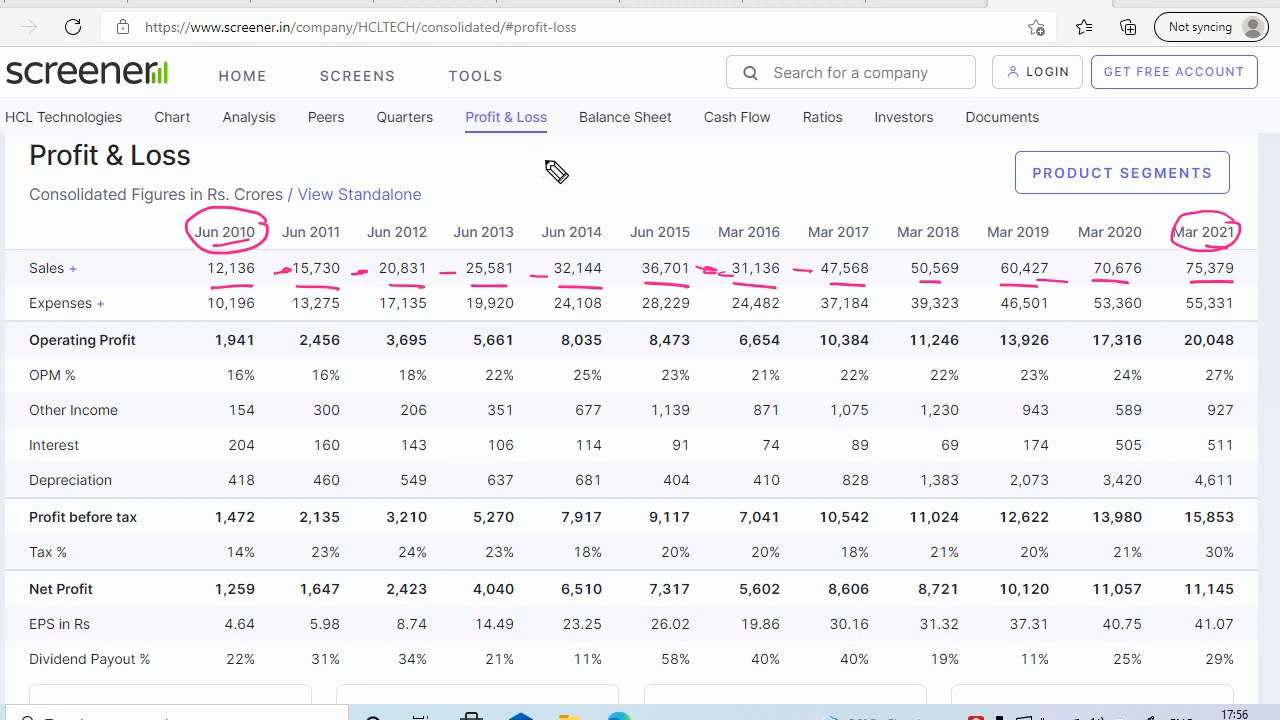 https://www.screener.in/company/HCLTECH/consolidated/#profit-loss Not syncing
screener HOME SCREENS TOOLS Search for a company LOGIN GET FREE ACCOUNT
HCL Technologies Chart Analysis Peers Quarters Profit & Loss Balance Sheet Cash Flow Ratios Investors Documents
Profit & Loss
PRODUCT SEGMENTS
Consolidated Figures in Rs. Crores / View Standalone
Jun 2010 Jun 2011 Jun 2012 Jun 2013 Jun 2014 Jun 2015 Mar 2016 Mar 2017 Mar 2018 Mar 2019 Mar 2020 Mar 2021
Sales + 12,136 15,730 20,831 25,581 32,144 36,701 31,136 47,568 50,569 60,427 70,676 75,379
Expenses + 10,196 13,275 17,135 19,920 24,108 28,229 24,482 37,184 39,323 46,501 53,360 55,331
Operating Profit 1,941 2,456 3,695 5,661 8,035 8,473 6,654 10,384 11,246 13,926 17,316 20,048
OPM % 16% 16% 18% 22% 25% 23% 21% 22% 22% 23% 24% 27%
Other Income 154 300 206 351 677 1,139 871 1,075 1,230 943 589 927
Interest 204 160 143 106 114 91 74 89 69 174 505 511
Depreciation 418 460 549 637 681 404 410 828 1,383 2,073 3,420 4,611
Profit before tax 1,472 2,135 3,210 5,270 7,917 9,117 7,041 10,542 11,024 12,622 13,980 15,853
Tax % 14% 23% 24% 23% 18% 20% 20% 18% 21% 20% 21% 30%
Net Profit 1,259 1,647 2,423 4,040 6,510 7,317 5,602 8,606 8,721 10,120 11,057 11,145
EPS in Rs 4.64 5.98 8.74 14.49 23.25 26.02 19.86 30.16 31.32 37.31 40.75 41.07
Dividend Payout % 22% 31% 34% 21% 11% 58% 40% 40% 19% 11% 25% 29%
17:56